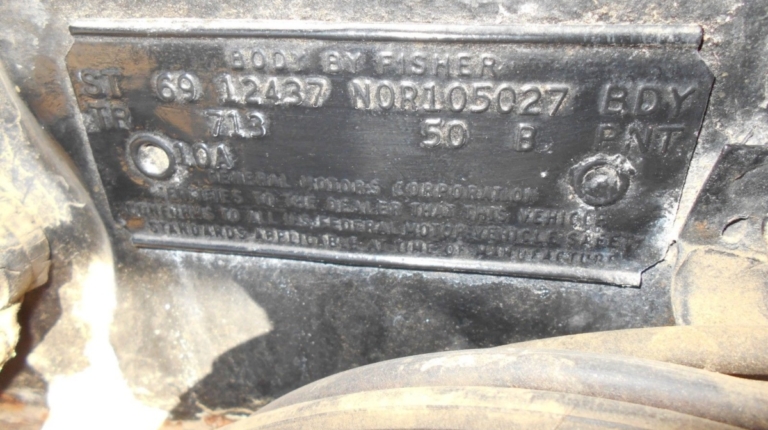 BODY BY FISHER
ST 69 12437 NOR105027 BDY
TR 713 50 B PNT
10A
GENERAL MOTORS CORPORATION
CERTIFIES TO THE DEALER THAT THIS VEHICLE
CONFORMS TO ALL U.S. FEDERAL MOTOR VEHICLE SAFETY
STANDARDS APPLICABLE AT TIME OF MANUFACTURE